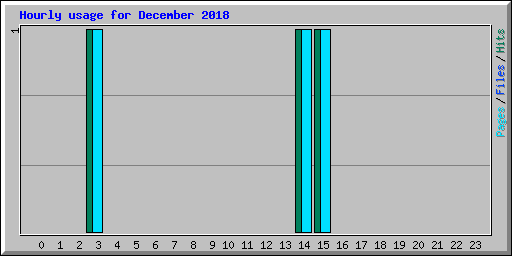 Hourly usage for December 2018
1
Pages/Files/Hits
0 1 2 3 4 5 6 7 8 9 10 11 12 13 14 15 16 17 18 19 20 21 22 23